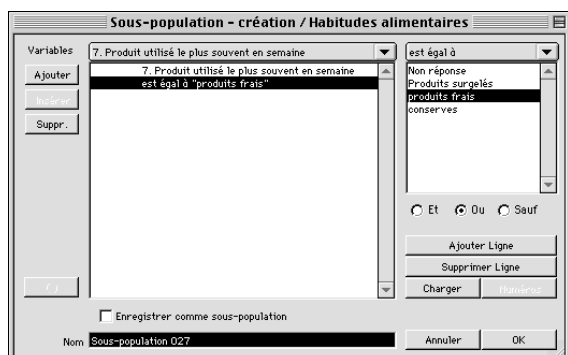 Sous-population - création / Habitudes alimentaires
Variables
7. Produit utilisé le plus souvent en semaine
est égal à
Ajouter
Insérer
Suppr.
7. Produit utilisé le plus souvent en semaine
est égal à "produits frais"
Non réponse
Produits surgelés
produits frais
conserves
Et Ou Sauf
Ajouter Ligne
Supprimer Ligne
Charger
Numéros
Enregistrer comme sous-population
Nom
Sous-population 027
Annuler
OK